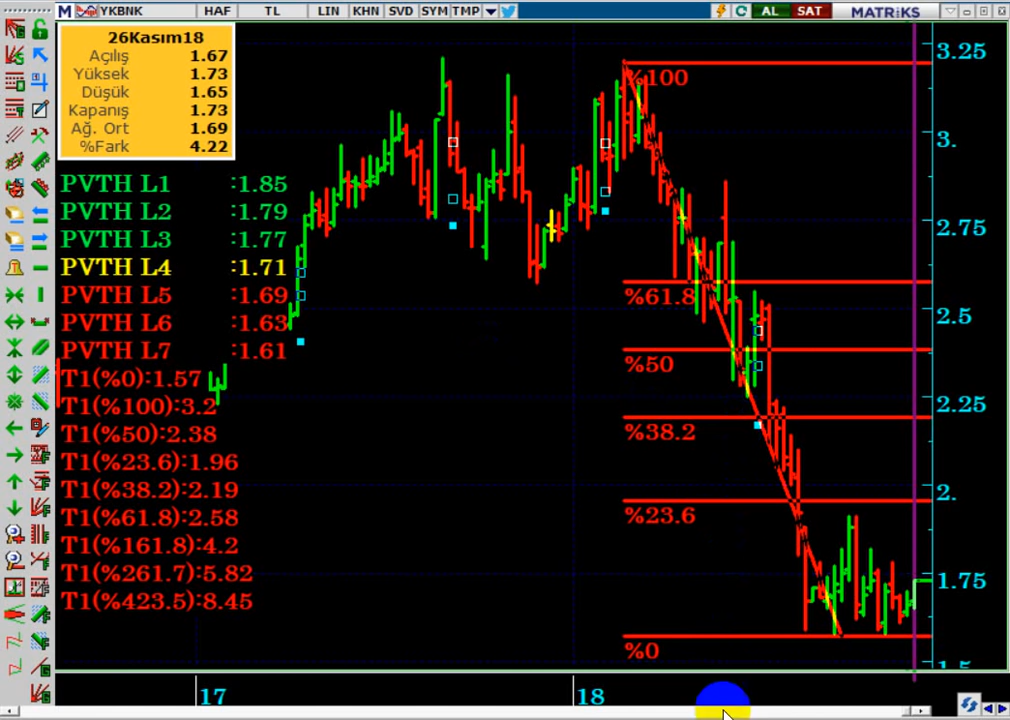 M YKBNK HAF TL LIN KHN SVD SYM TMP AL SAT MATRiKS
26Kasım18
Açılış 1.67
Yüksek 1.73
Düşük 1.65
Kapanış 1.73
Ağ. Ort 1.69
%Fark 4.22
PVTH L1 :1.85
PVTH L2 :1.79
PVTH L3 :1.77
PVTH L4 :1.71
PVTH L5 :1.69
PVTH L6 :1.63
PVTH L7 :1.61
T1(%0):1.57
T1(%100):3.2
T1(%50):2.38
T1(%23.6):1.96
T1(%38.2):2.19
T1(%61.8):2.58
T1(%161.8):4.2
T1(%261.7):5.82
T1(%423.5):8.45
%100
%61.8
%50
%38.2
%23.6
%0
3.25
3.
2.75
2.5
2.25
2.
1.75
1.5
17 18